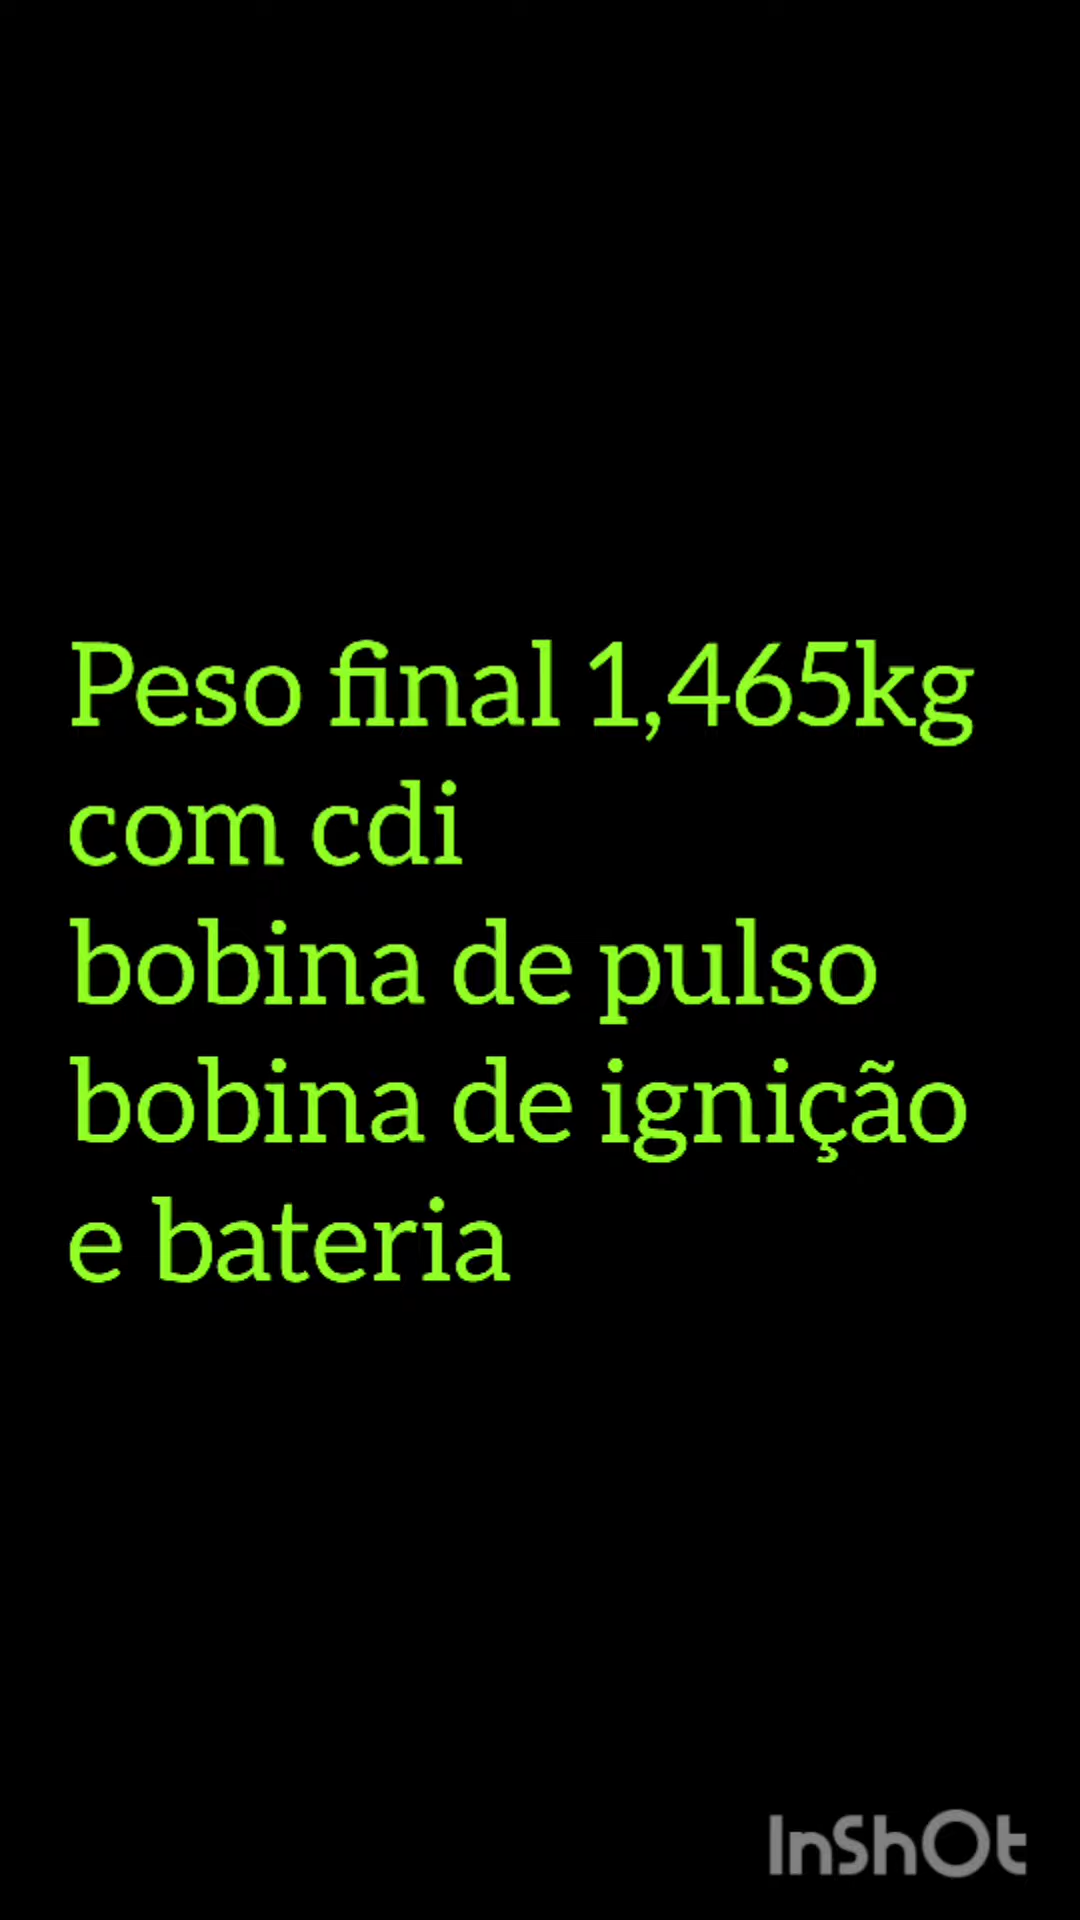 Peso final 1,465kg
com cdi
bobina de pulso
bobina de ignição
e bateria
InShOt